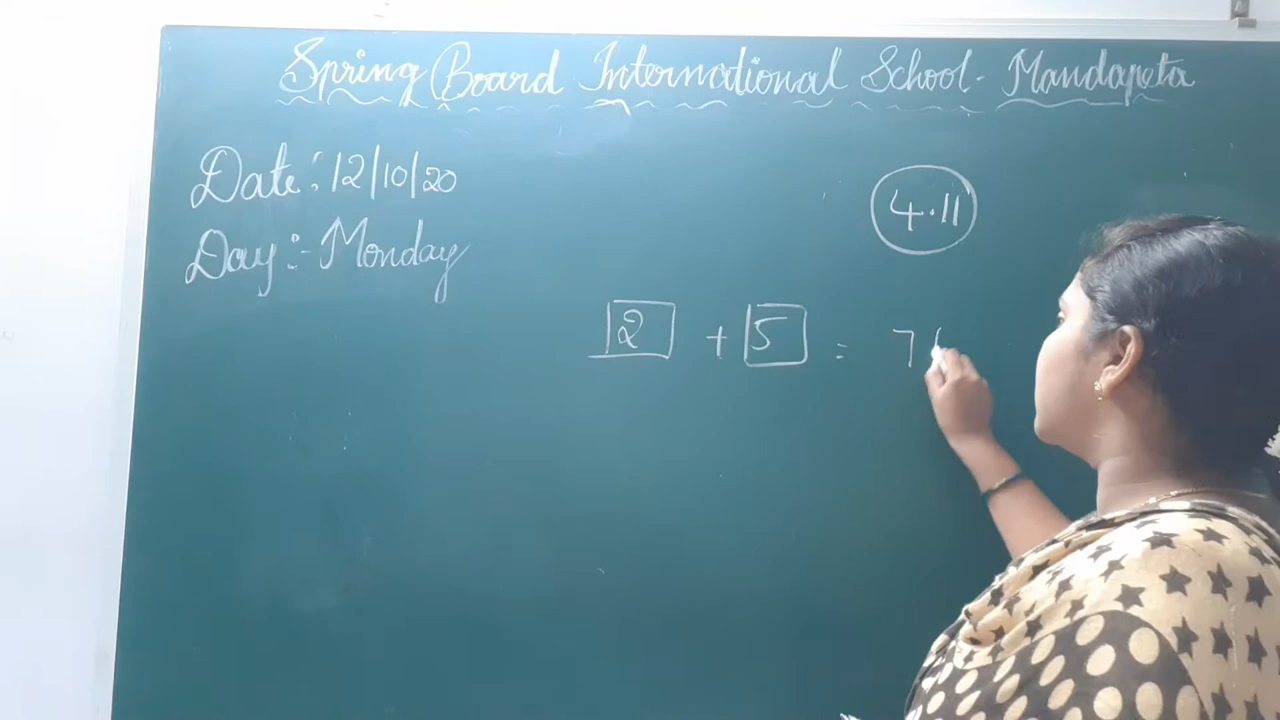 Spring Board International School - Mandapeta
Date: 12/10/20
Day :- Monday
4.11
2 + 5 = 7